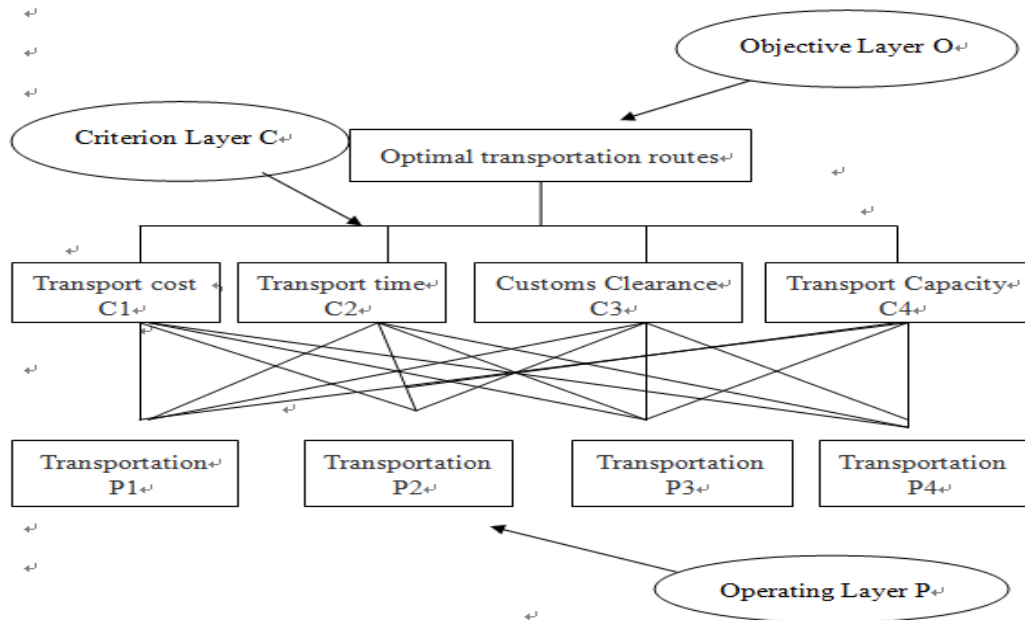 Objective Layer O
Criterion Layer C
Optimal transportation routes
Transport cost
C1
Transport time
C2
Customs Clearance
C3
Transport Capacity
C4
Transportation
P1
Transportation
P2
Transportation
P3
Transportation
P4
Operating Layer P